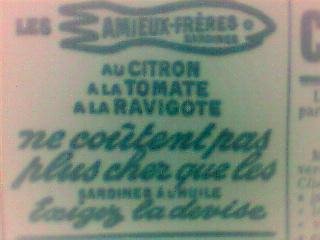 LES AMIEUX-FRÈRES
SARDINES
AU CITRON
A LA TOMATE
A LA RAVIGOTE
ne coûtent pas
plus cher que les
SARDINES À L'HUILE
Exigez la devise